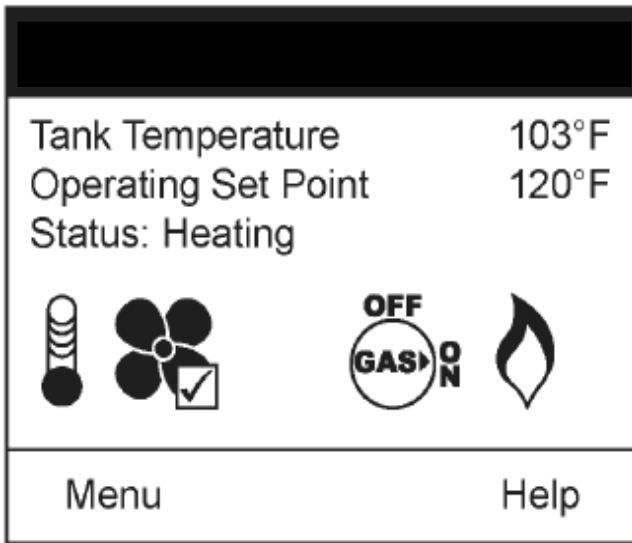 Tank Temperature 103°F
Operating Set Point 120°F
Status: Heating
OFF
GAS ON
Menu Help